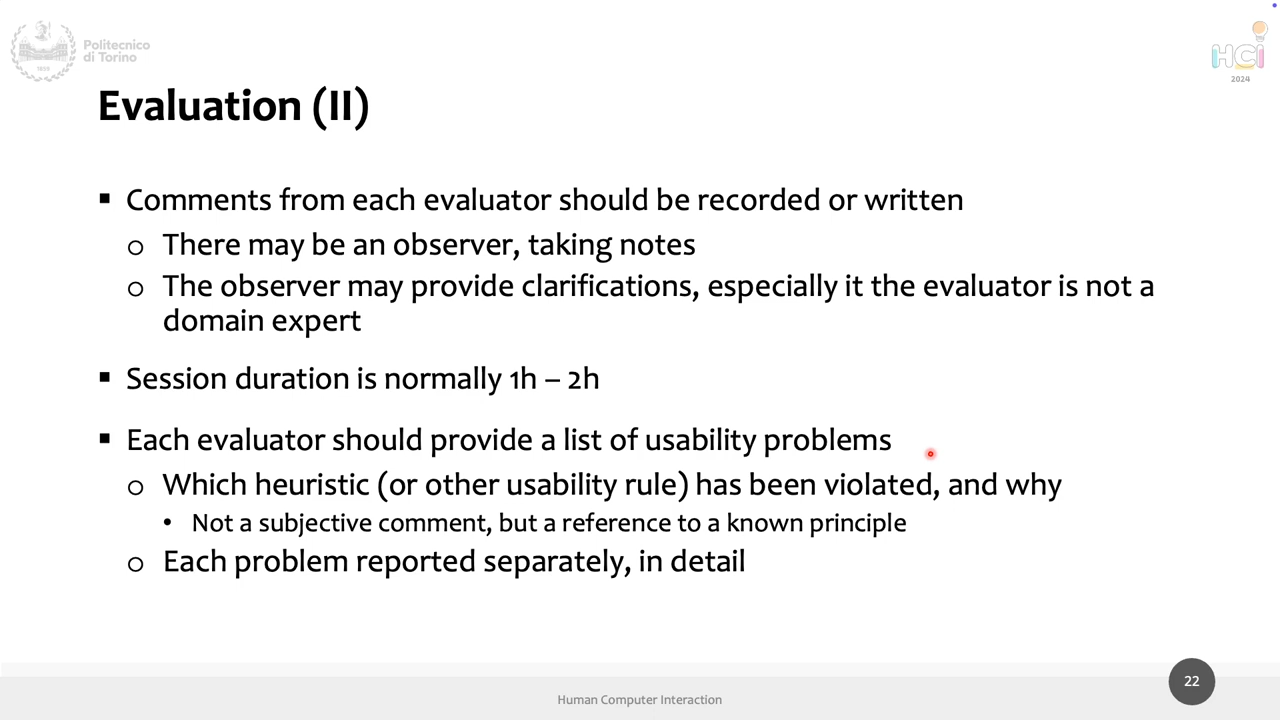 Politecnico
di Torino
1859
HCI
2024
Evaluation (II)
▪ Comments from each evaluator should be recorded or written
o There may be an observer, taking notes
o The observer may provide clarifications, especially it the evaluator is not a
domain expert
▪ Session duration is normally 1h – 2h
▪ Each evaluator should provide a list of usability problems
o Which heuristic (or other usability rule) has been violated, and why
• Not a subjective comment, but a reference to a known principle
o Each problem reported separately, in detail
22
Human Computer Interaction